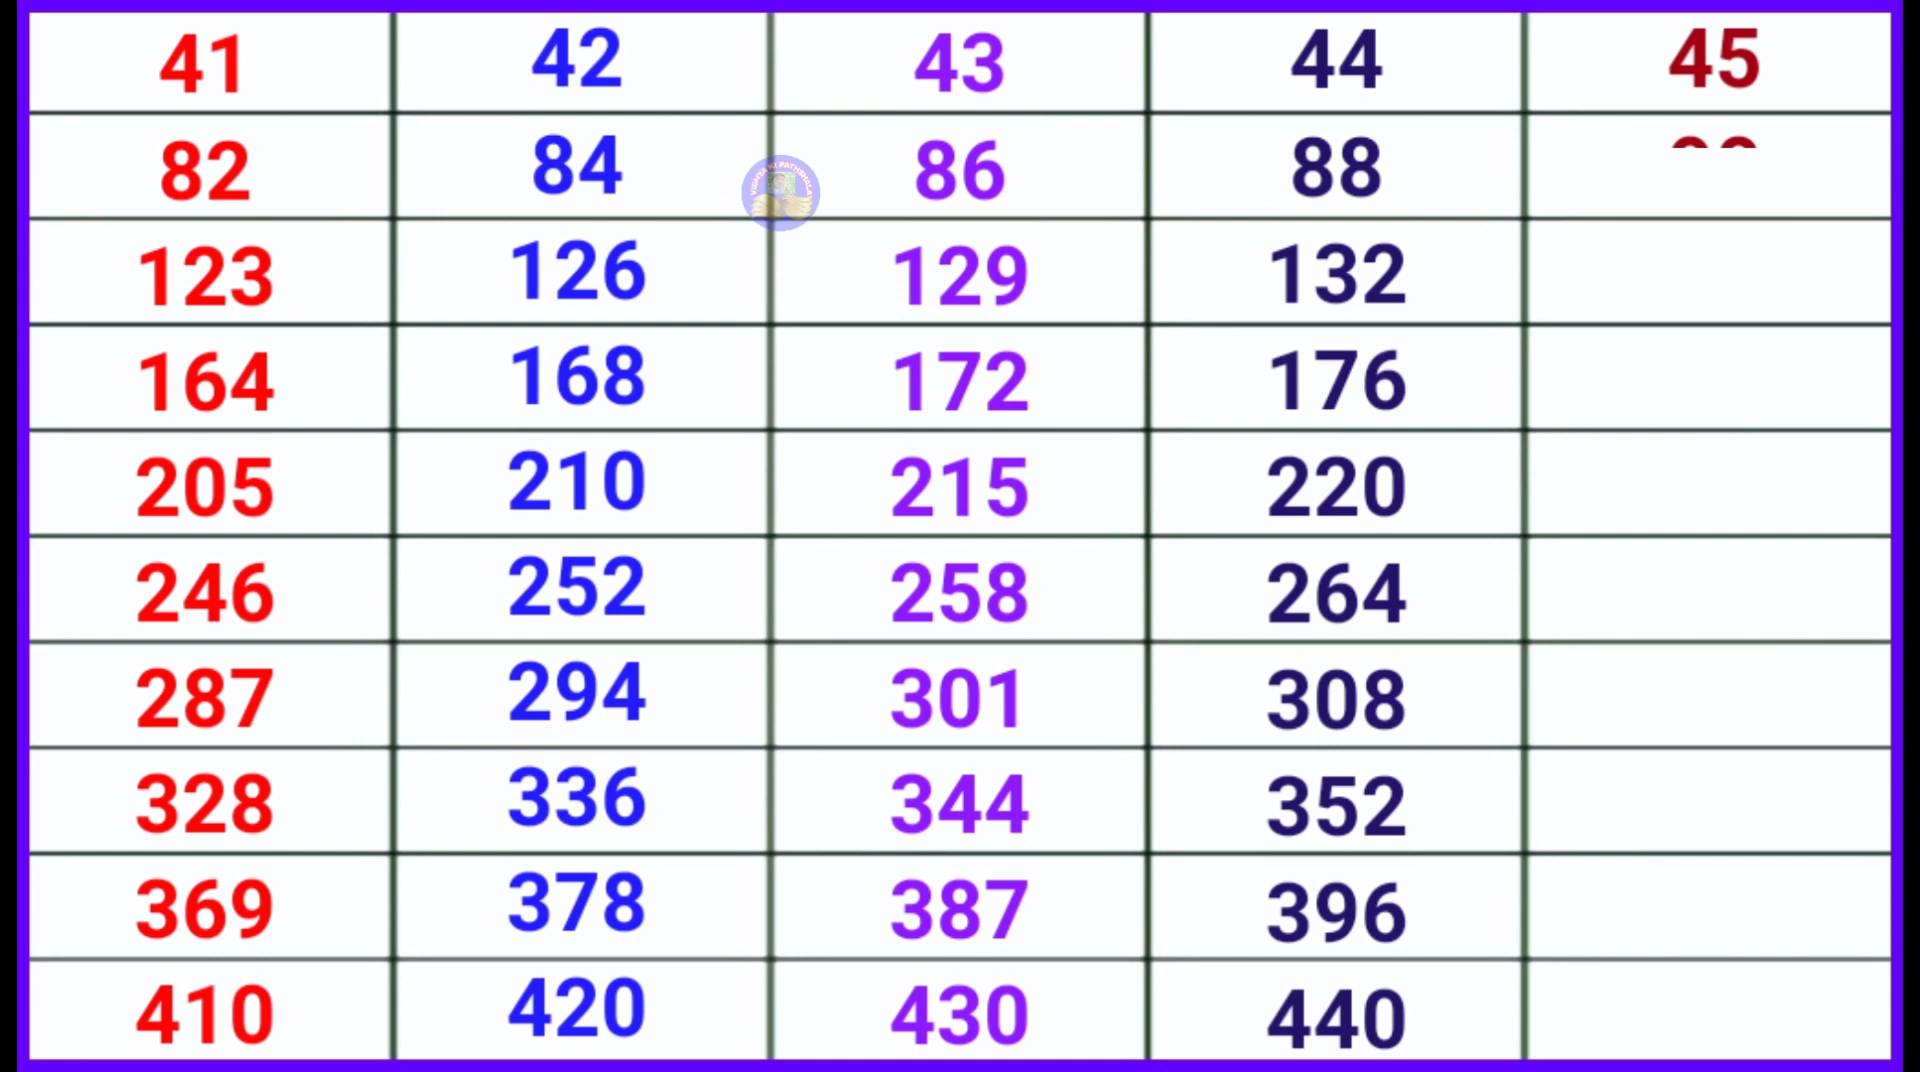 41 42 43 44 45
82 84 86 88
123 126 129 132
164 168 172 176
205 210 215 220
246 252 258 264
287 294 301 308
328 336 344 352
369 378 387 396
410 420 430 440